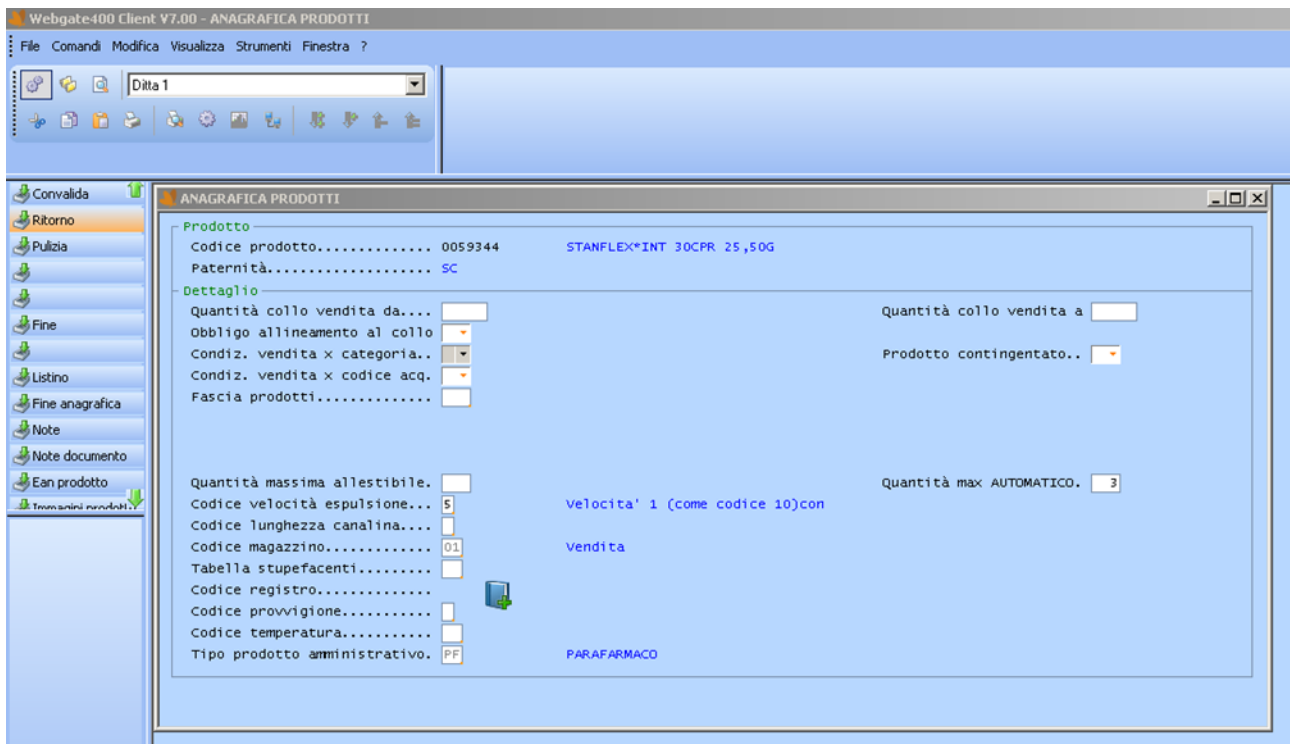 Webgate400 Client V7.00 - ANAGRAFICA PRODOTTI
File Comandi Modifica Visualizza Strumenti Finestra ?
Ditta 1
Convalida
Ritorno
Pulizia
Fine
Listino
Fine anagrafica
Note
Note documento
Ean prodotto
Immagini prodott
ANAGRAFICA PRODOTTI
Prodotto
Codice prodotto.............. 0059344 STANFLEX*INT 30CPR 25,50G
Paternità.................... SC
Dettaglio
Quantità collo vendita da.... Quantità collo vendita a
Obbligo allineamento al collo
Condiz. vendita x categoria.. Prodotto contingentato..
Condiz. vendita x codice acq.
Fascia prodotti..............
Quantità massima allestibile. Quantità max AUTOMATICO. 3
Codice velocità espulsione... 5 Velocita' 1 (come codice 10)con
Codice lunghezza canalina....
Codice magazzino............. 01 Vendita
Tabella stupefacenti.........
Codice registro..............
Codice provvigione...........
Codice temperatura...........
Tipo prodotto amministrativo. PF PARAFARMACO